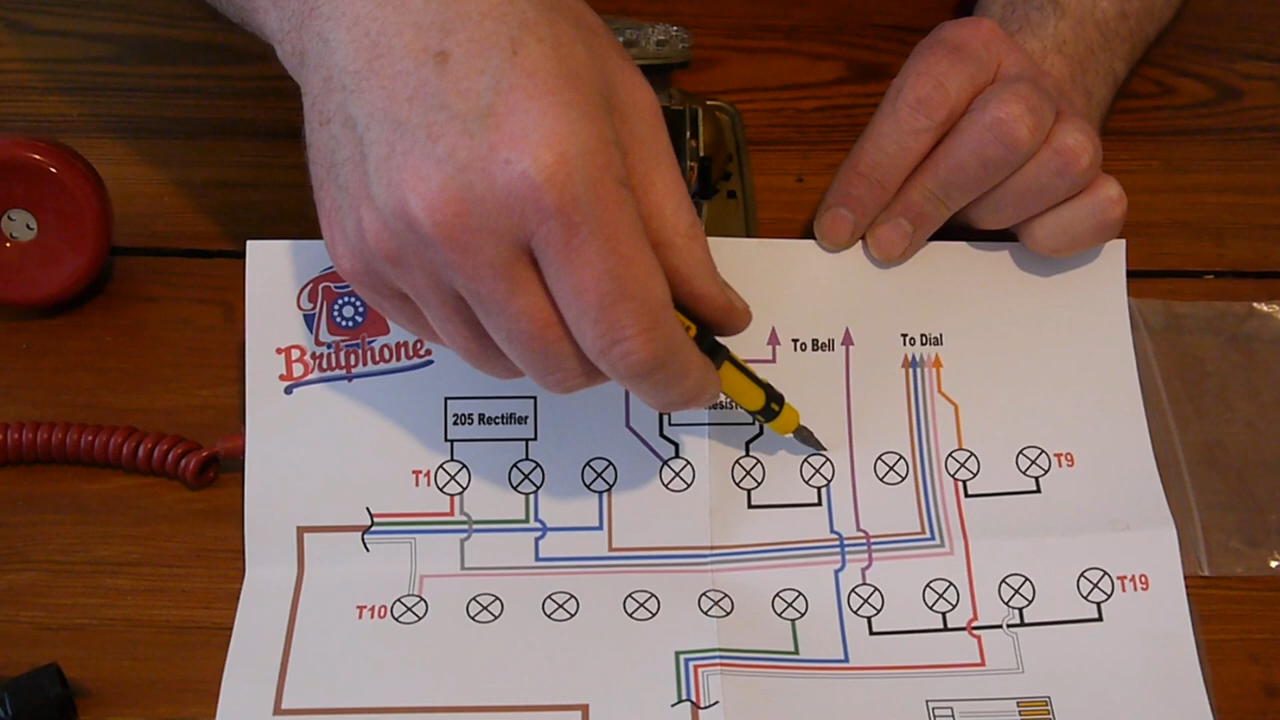 Britphone
To Bell
To Dial
205 Rectifier
T1
T9
T10
T19